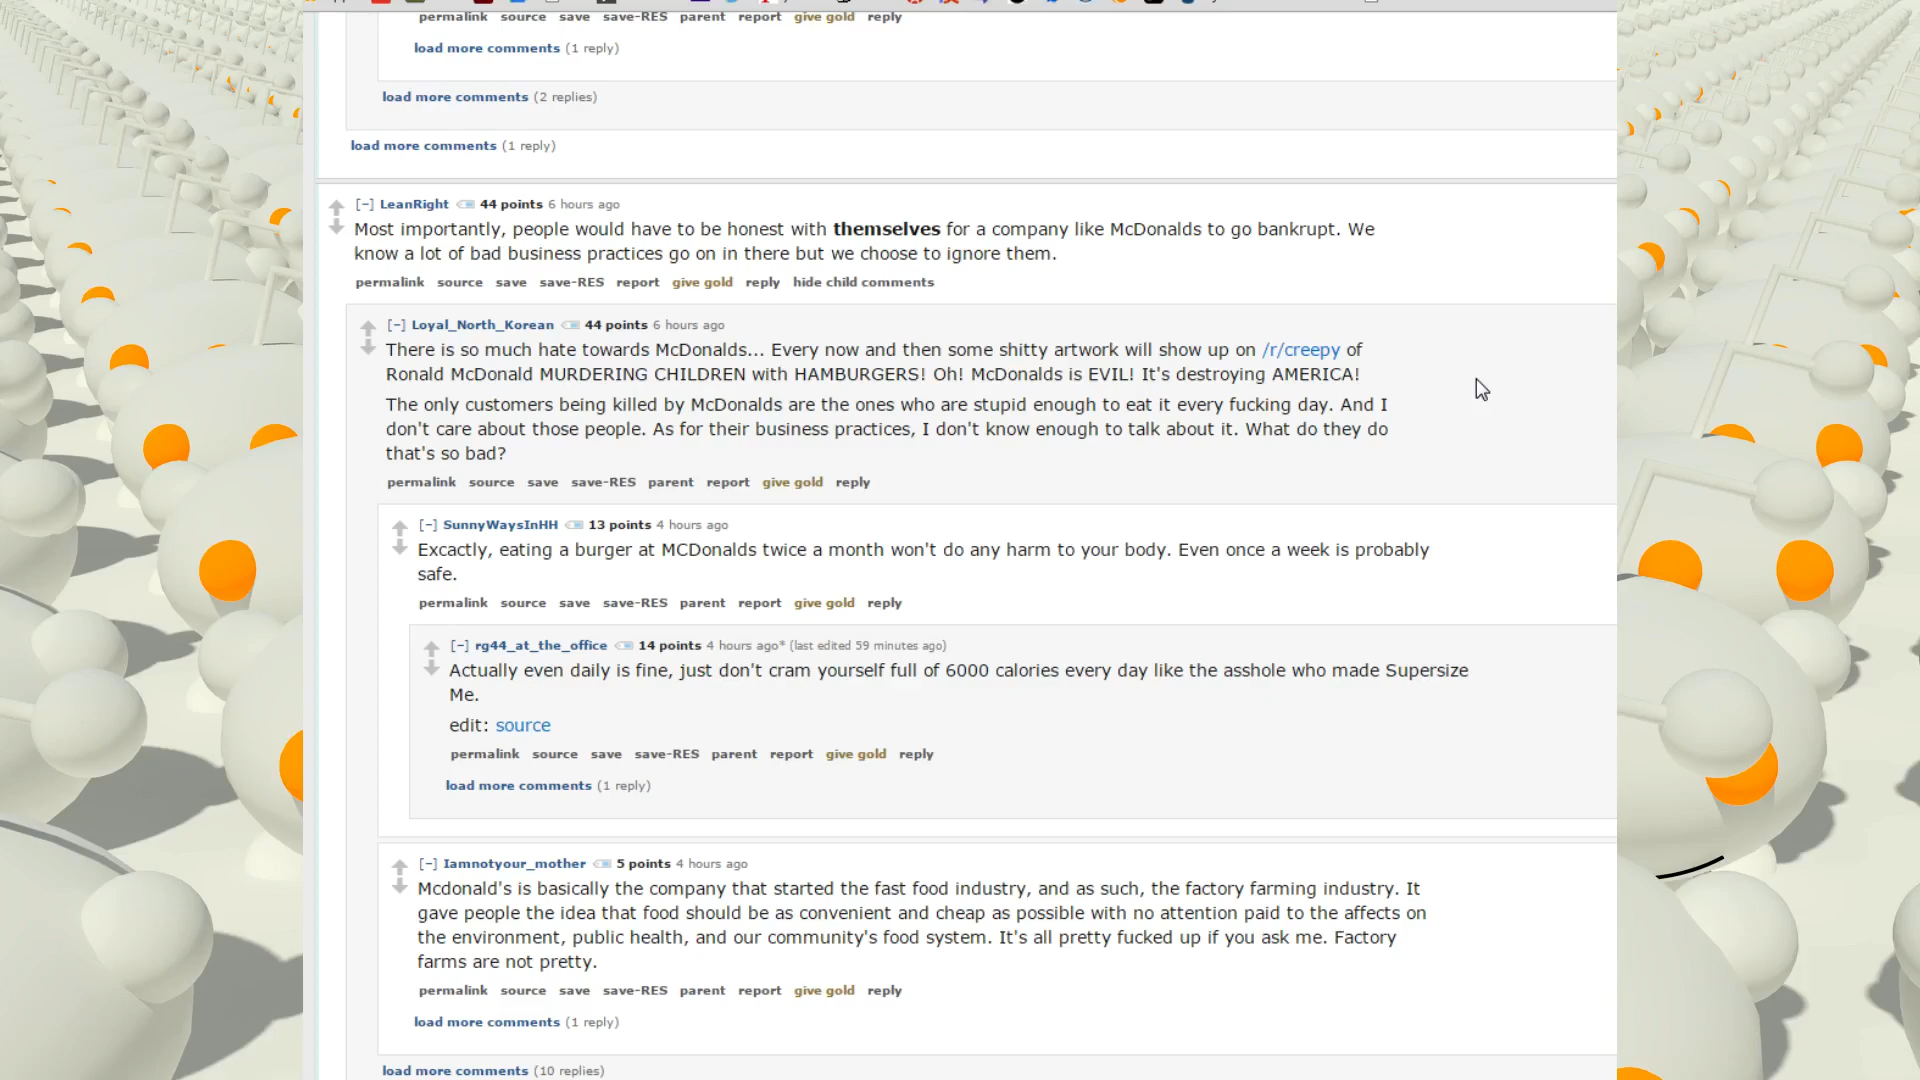 permalink source save save-RES parent report give gold reply
load more comments (1 reply)
load more comments (2 replies)
load more comments (1 reply)
[-] LeanRight 44 points 6 hours ago
Most importantly, people would have to be honest with themselves for a company like McDonalds to go bankrupt. We
know a lot of bad business practices go on in there but we choose to ignore them.
permalink source save save-RES report give gold reply hide child comments
[-] Loyal_North_Korean 44 points 6 hours ago
There is so much hate towards McDonalds... Every now and then some shitty artwork will show up on /r/creepy of
Ronald McDonald MURDERING CHILDREN with HAMBURGERS! Oh! McDonalds is EVIL! It's destroying AMERICA!
The only customers being killed by McDonalds are the ones who are stupid enough to eat it every fucking day. And I
don't care about those people. As for their business practices, I don't know enough to talk about it. What do they do
that's so bad?
permalink source save save-RES parent report give gold reply
[-] SunnyWaysInHH 13 points 4 hours ago
Excactly, eating a burger at MCDonalds twice a month won't do any harm to your body. Even once a week is probably
safe.
permalink source save save-RES parent report give gold reply
[-] rg44_at_the_office 14 points 4 hours ago* (last edited 59 minutes ago)
Actually even daily is fine, just don't cram yourself full of 6000 calories every day like the asshole who made Supersize
Me.
edit: source
permalink source save save-RES parent report give gold reply
load more comments (1 reply)
[-] Iamnotyour_mother 5 points 4 hours ago
Mcdonald's is basically the company that started the fast food industry, and as such, the factory farming industry. It
gave people the idea that food should be as convenient and cheap as possible with no attention paid to the affects on
the environment, public health, and our community's food system. It's all pretty fucked up if you ask me. Factory
farms are not pretty.
permalink source save save-RES parent report give gold reply
load more comments (1 reply)
load more comments (10 replies)